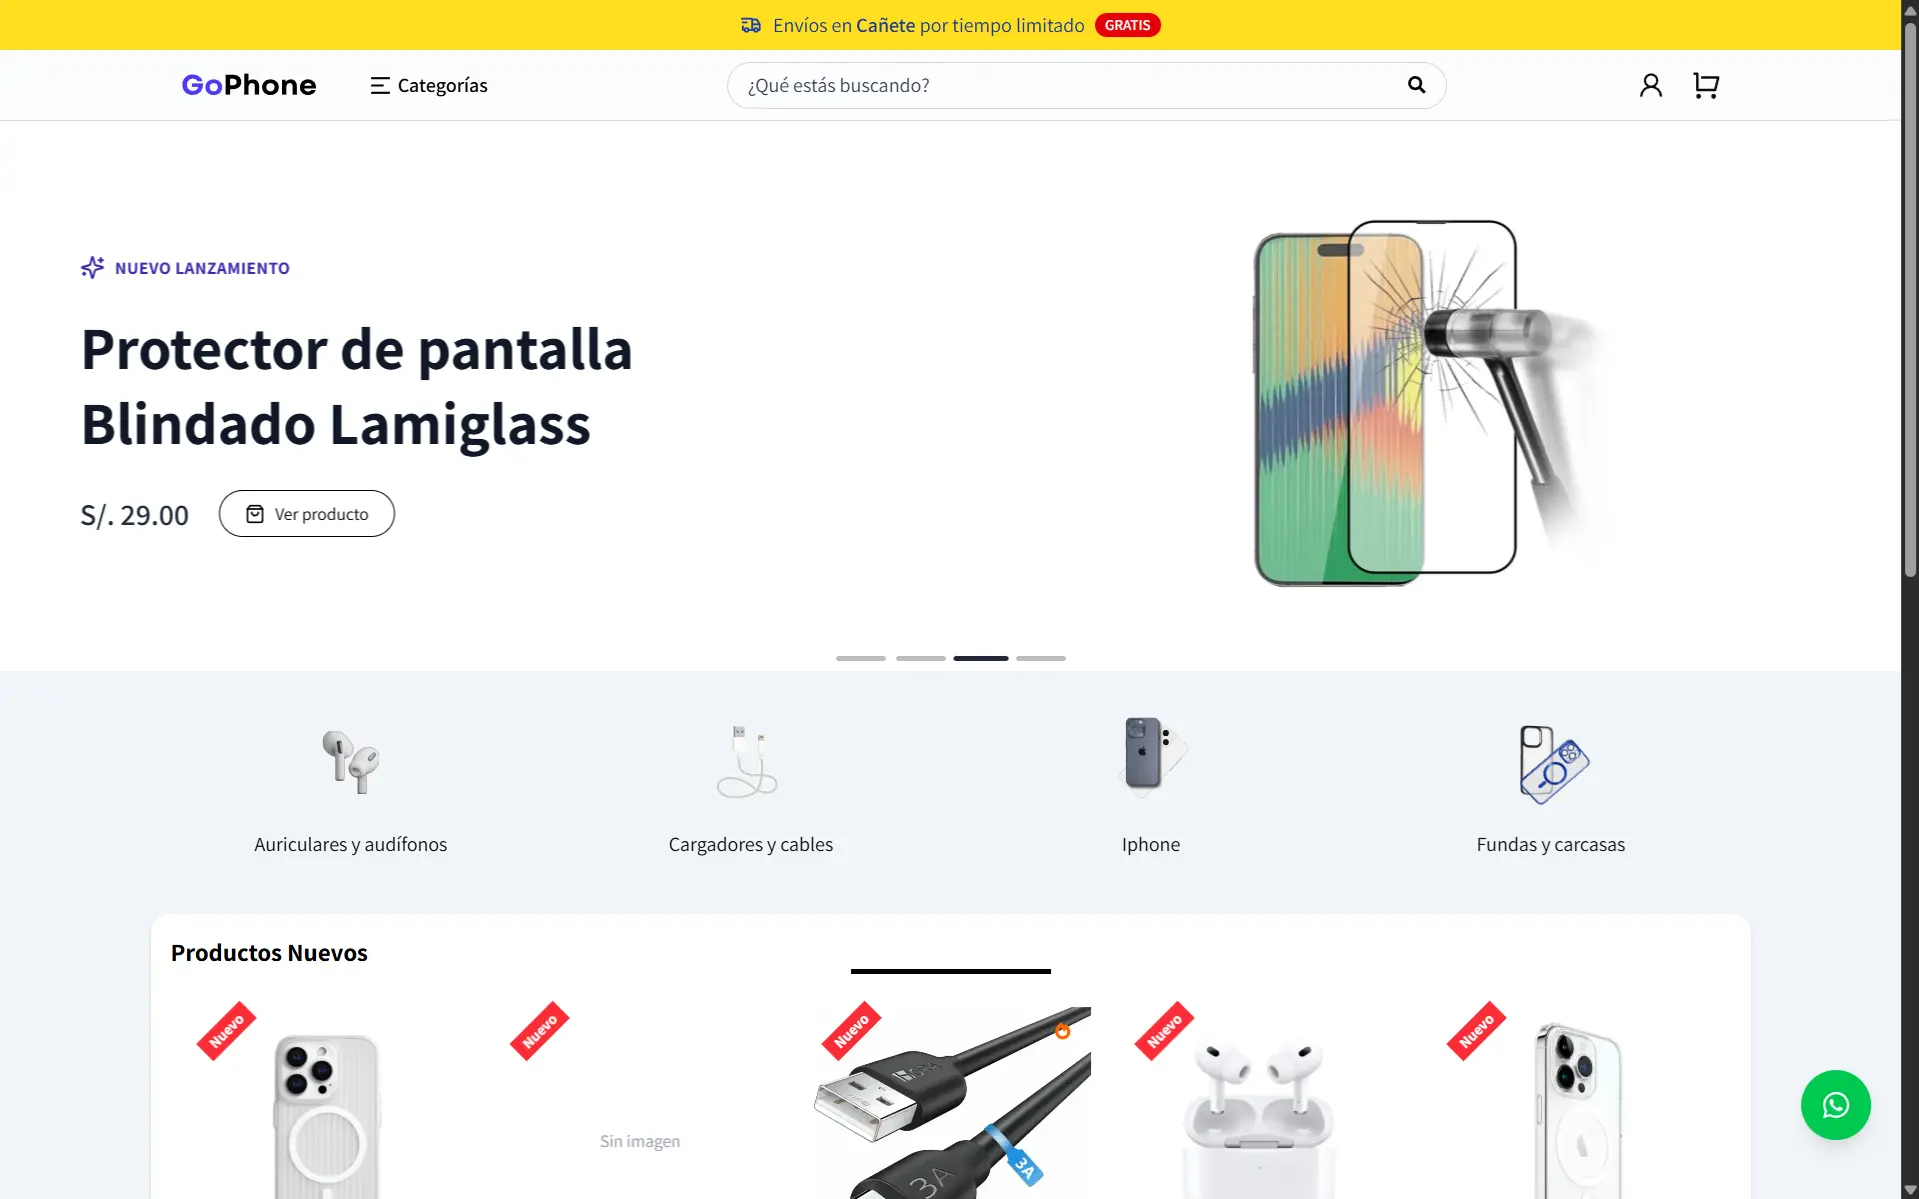 Envíos en Cañete por tiempo limitado GRATIS
GoPhone
Categorías
¿Qué estás buscando?
NUEVO LANZAMIENTO
Protector de pantalla
Blindado Lamiglass
S/. 29.00
Ver producto
Auriculares y audífonos
Cargadores y cables
Iphone
Fundas y carcasas
Productos Nuevos
Nuevo
Nuevo
Sin imagen
Nuevo
3A
3A
Nuevo
Nuevo